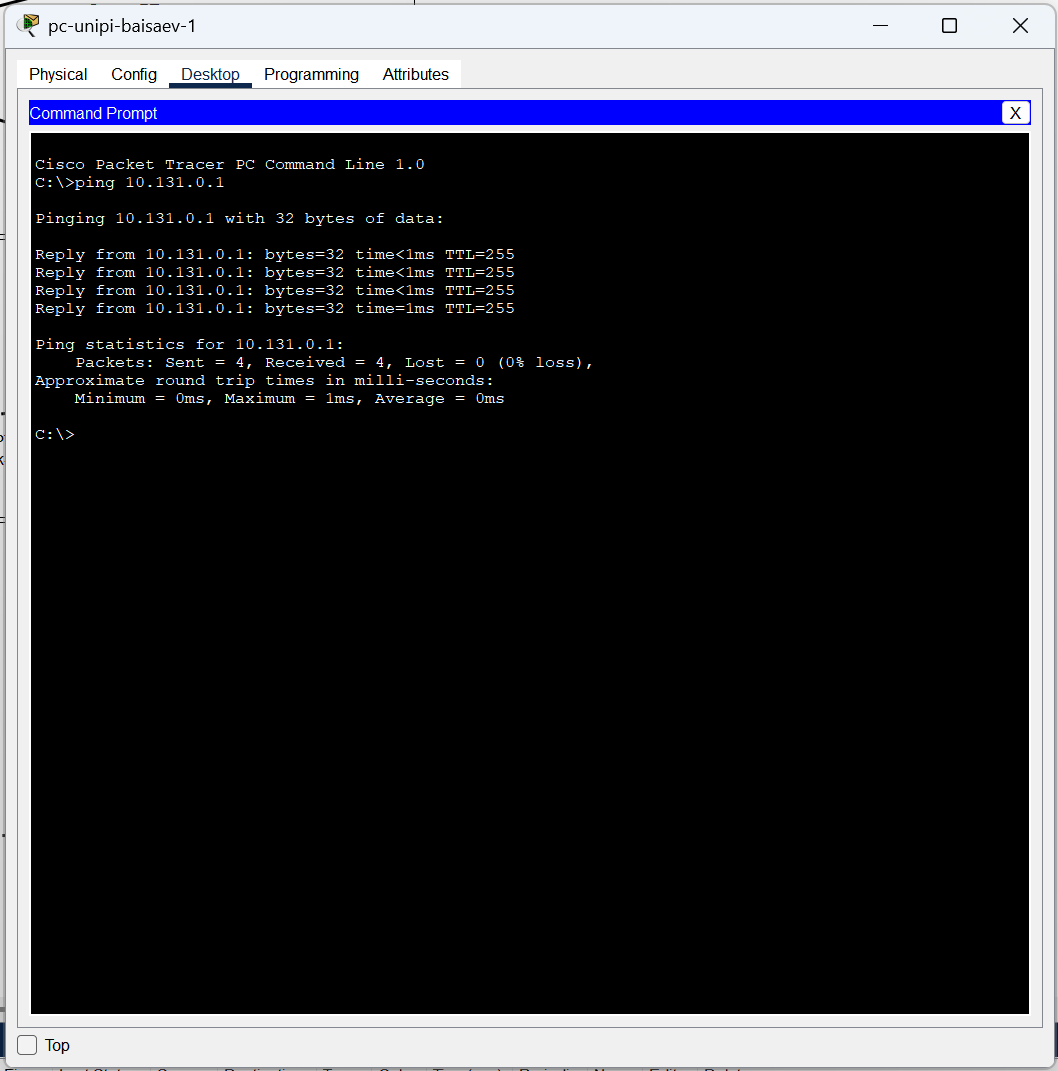 pc-unipi-baisaev-1
Physical Config Desktop Programming Attributes
Command Prompt X
Cisco Packet Tracer PC Command Line 1.0
C:\>ping 10.131.0.1
Pinging 10.131.0.1 with 32 bytes of data:
Reply from 10.131.0.1: bytes=32 time<1ms TTL=255
Reply from 10.131.0.1: bytes=32 time<1ms TTL=255
Reply from 10.131.0.1: bytes=32 time<1ms TTL=255
Reply from 10.131.0.1: bytes=32 time=1ms TTL=255
Ping statistics for 10.131.0.1:
Packets: Sent = 4, Received = 4, Lost = 0 (0% loss),
Approximate round trip times in milli-seconds:
Minimum = 0ms, Maximum = 1ms, Average = 0ms
C:\>
Top